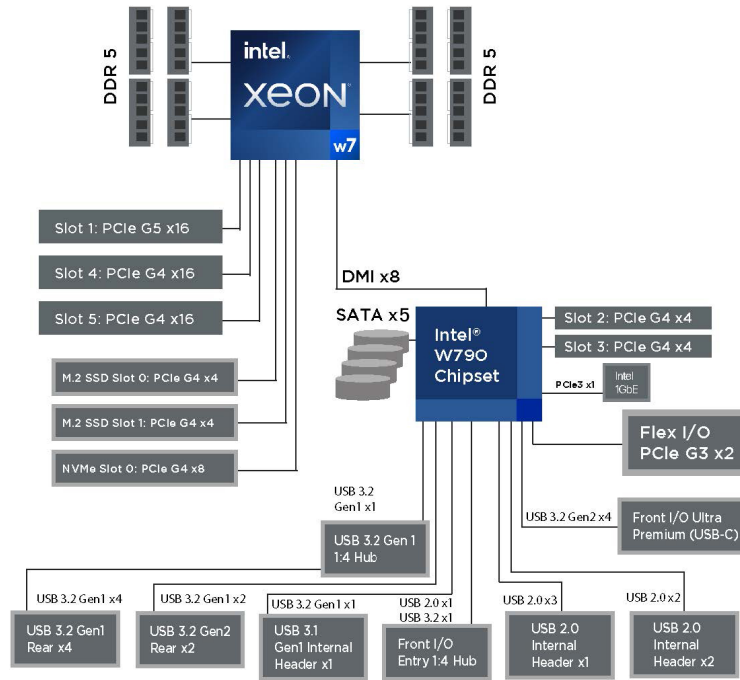 DDR 5
intel.
XEON
w7
DDR 5
Slot 1: PCIe G5 x16
Slot 4: PCIe G4 x16
Slot 5: PCIe G4 x16
M.2 SSD Slot 0: PCIe G4 x4
M.2 SSD Slot 1: PCIe G4 x4
NVMe Slot 0: PCIe G4 x8
DMI x8
SATA x5
Intel®
W790
Chipset
Slot 2: PCIe G4 x4
Slot 3: PCIe G4 x4
PCIe3 x1
Intel
1GbE
Flex I/O
PCIe G3 x2
USB 3.2
Gen1 x1
USB 3.2 Gen 1
1:4 Hub
USB 3.2 Gen2 x4
Front I/O Ultra
Premium (USB-C)
USB 3.2 Gen1 x4
USB 3.2 Gen1 x2
USB 3.2 Gen1 x1
USB 2.0 x1
USB 3.2 x1
USB 2.0 x3
USB 2.0 x2
USB 3.2 Gen1
Rear x4
USB 3.2 Gen2
Rear x2
USB 3.1
Gen1 Internal
Header x1
Front I/O
Entry 1:4 Hub
USB 2.0
Internal
Header x1
USB 2.0
Internal
Header x2